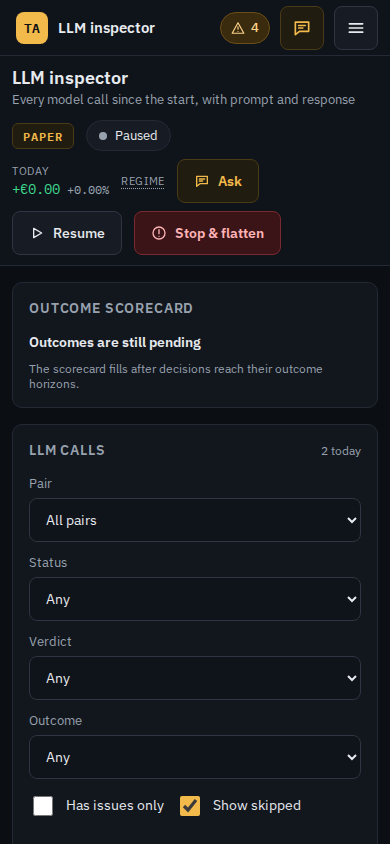 TA LLM inspector 4
LLM inspector
Every model call since the start, with prompt and response
PAPER Paused
TODAY
+€0.00 +0.00% REGIME Ask
Resume Stop & flatten
OUTCOME SCORECARD
Outcomes are still pending
The scorecard fills after decisions reach their outcome
horizons.
LLM CALLS 2 today
Pair
All pairs
Status
Any
Verdict
Any
Outcome
Any
Has issues only Show skipped